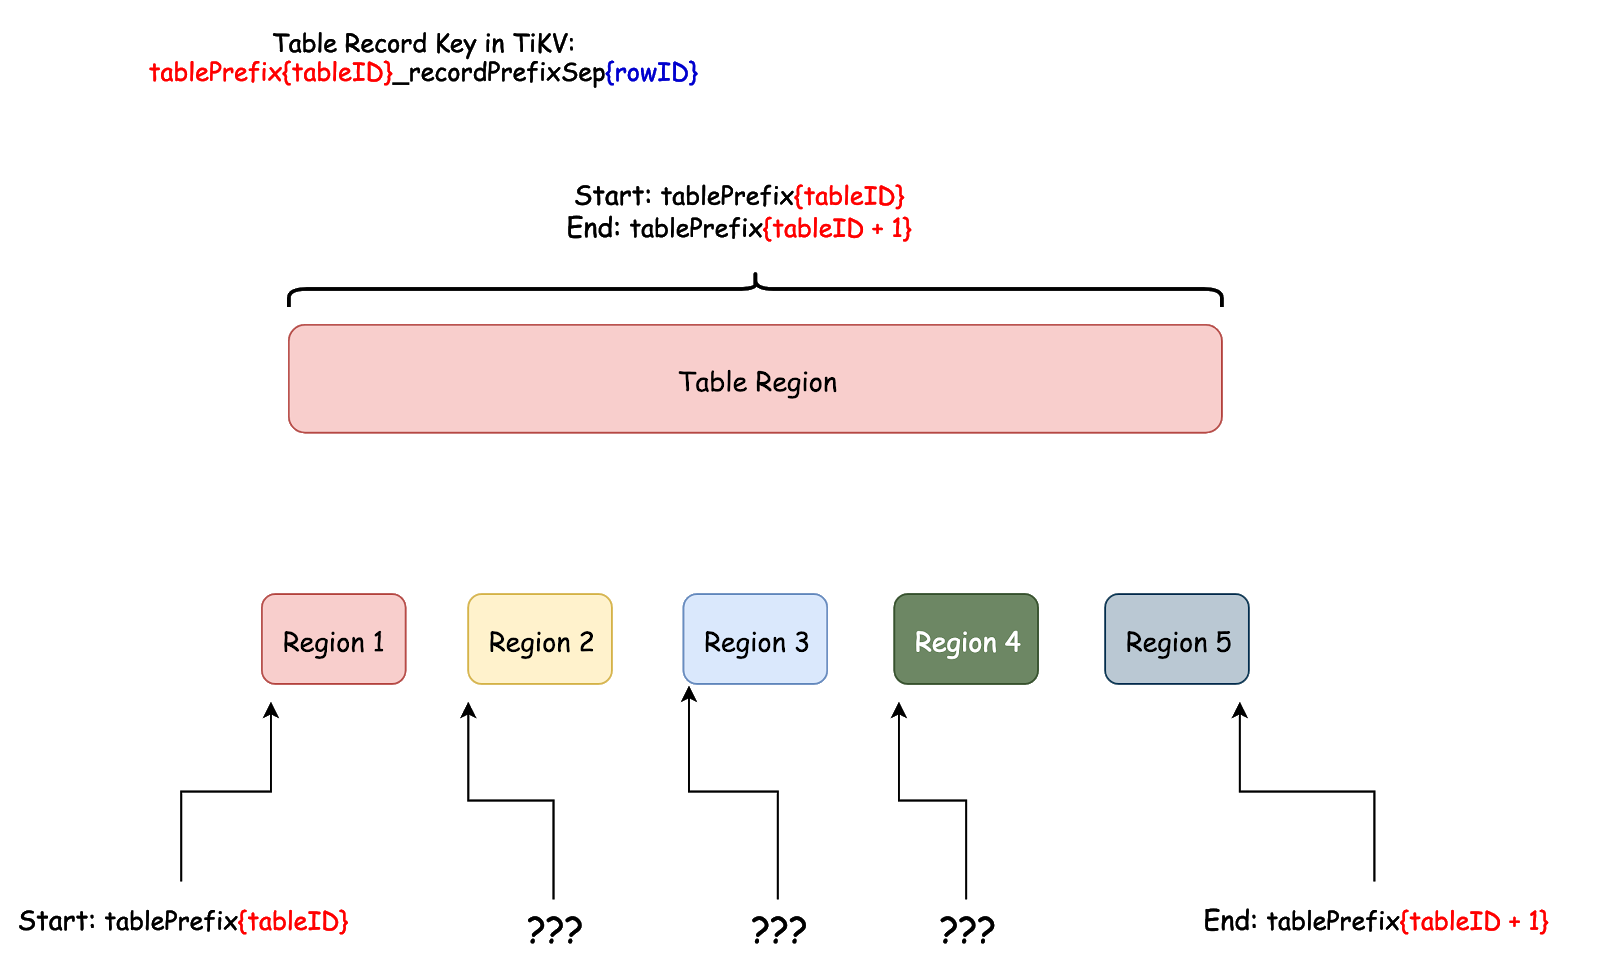 Table Record Key in TiKV:
tablePrefix{tableID}_recordPrefixSep{rowID}
Start: tablePrefix{tableID}
End: tablePrefix{tableID + 1}
Table Region
Region 1
Region 2
Region 3
Region 4
Region 5
Start: tablePrefix{tableID}
???
???
???
End: tablePrefix{tableID + 1}